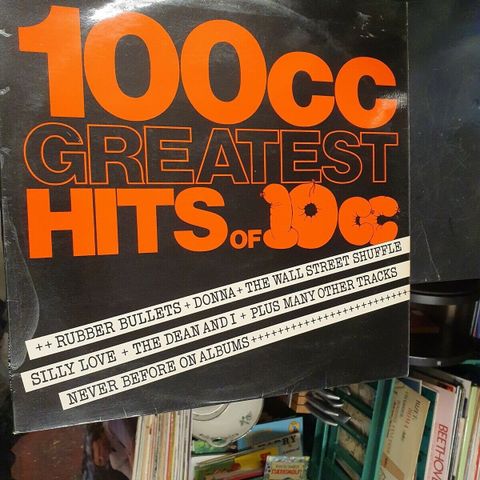 100cc
GREATEST
HITS OF 10cc
++ RUBBER BULLETS + DONNA + THE WALL STREET SHUFFLE
SILLY LOVE + THE DEAN AND I + PLUS MANY OTHER TRACKS
NEVER BEFORE ON ALBUMS ++++++++++++++++++++++